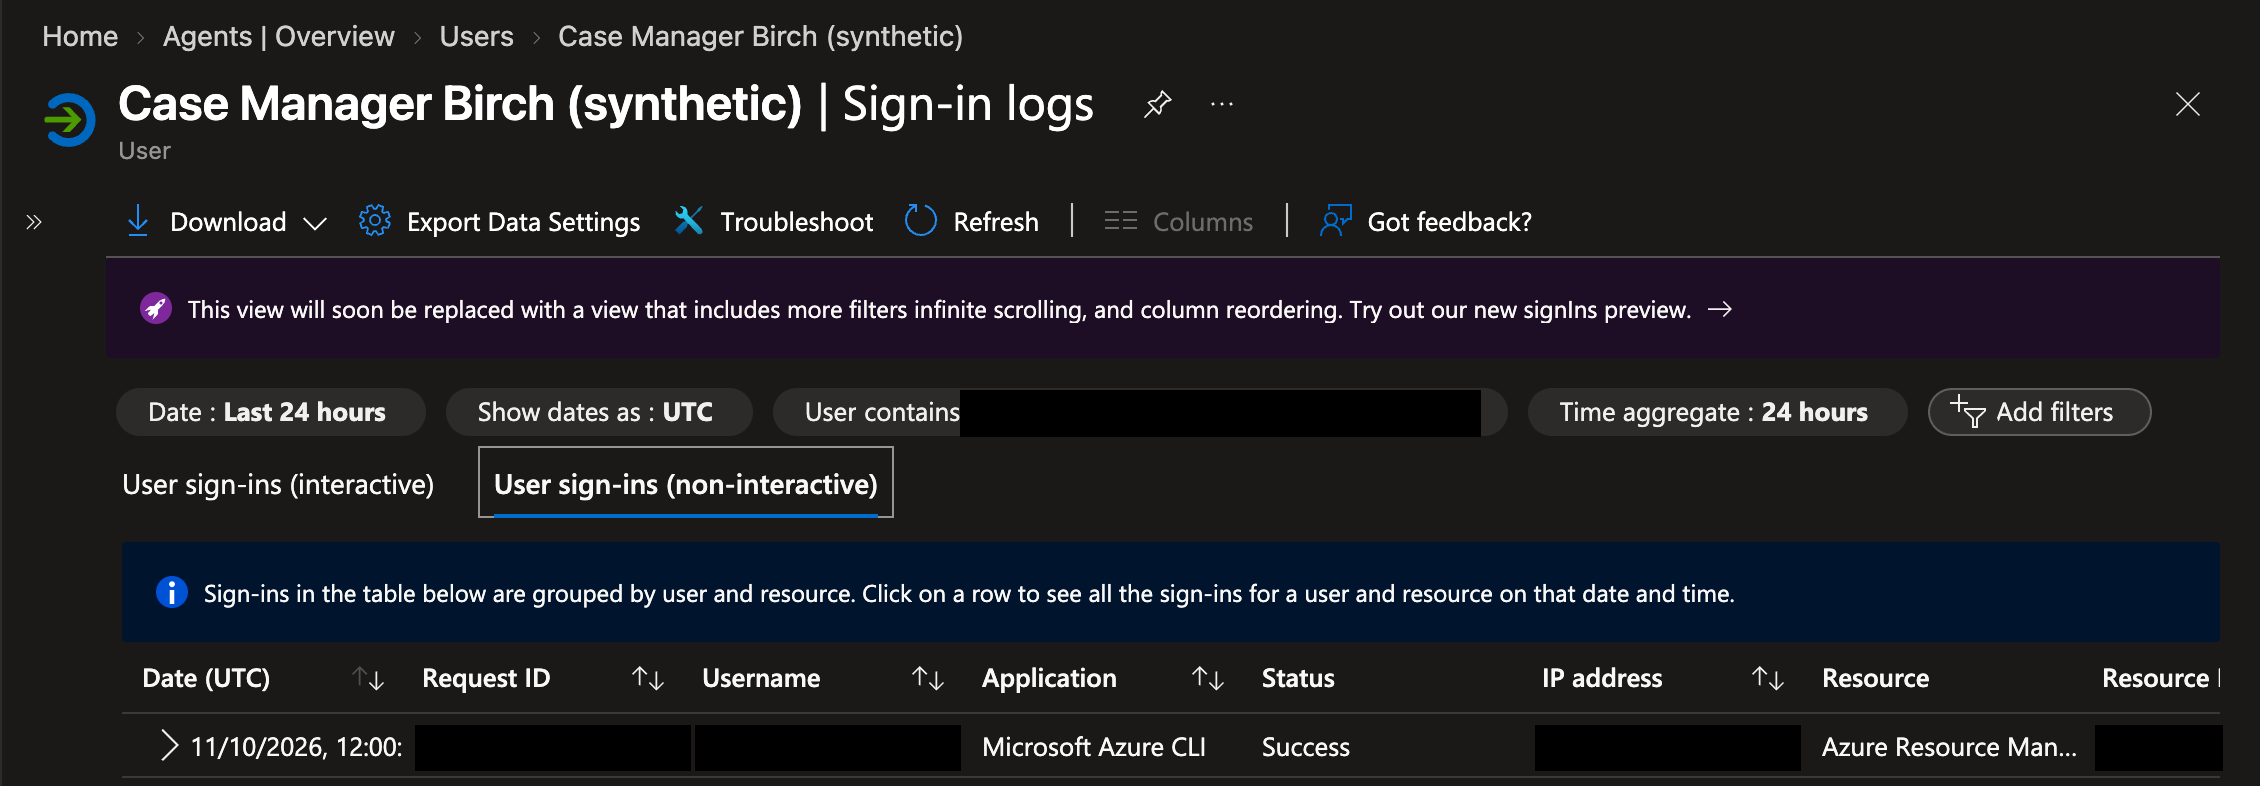 Home > Agents | Overview > Users > Case Manager Birch (synthetic)
Case Manager Birch (synthetic) | Sign-in logs
User
Download Export Data Settings Troubleshoot Refresh Columns Got feedback?
This view will soon be replaced with a view that includes more filters infinite scrolling, and column reordering. Try out our new signIns preview. →
Date : Last 24 hours Show dates as : UTC User contains Time aggregate : 24 hours Add filters
User sign-ins (interactive) User sign-ins (non-interactive)
Sign-ins in the table below are grouped by user and resource. Click on a row to see all the sign-ins for a user and resource on that date and time.
Date (UTC) Request ID Username Application Status IP address Resource Resource
11/10/2026, 12:00: Microsoft Azure CLI Success Azure Resource Man...